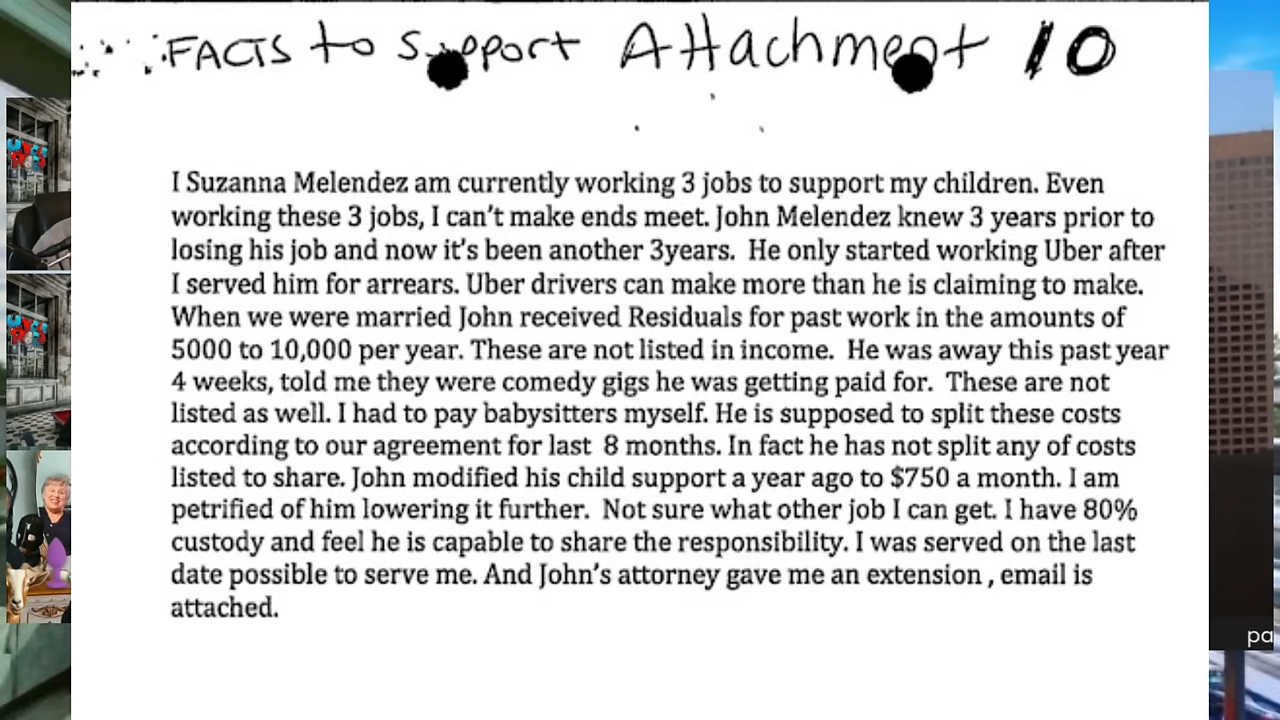 FACTS to support Attachment 10
I Suzanna Melendez am currently working 3 jobs to support my children. Even
working these 3 jobs, I can't make ends meet. John Melendez knew 3 years prior to
losing his job and now it's been another 3years.  He only started working Uber after
I served him for arrears. Uber drivers can make more than he is claiming to make.
When we were married John received Residuals for past work in the amounts of
5000 to 10,000 per year. These are not listed in income.  He was away this past year
4 weeks, told me they were comedy gigs he was getting paid for.  These are not
listed as well. I had to pay babysitters myself. He is supposed to split these costs
according to our agreement for last  8 months. In fact he has not split any of costs
listed to share. John modified his child support a year ago to $750 a month. I am
petrified of him lowering it further.  Not sure what other job I can get. I have 80%
custody and feel he is capable to share the responsibility. I was served on the last
date possible to serve me. And John's attorney gave me an extension , email is
attached.
pa